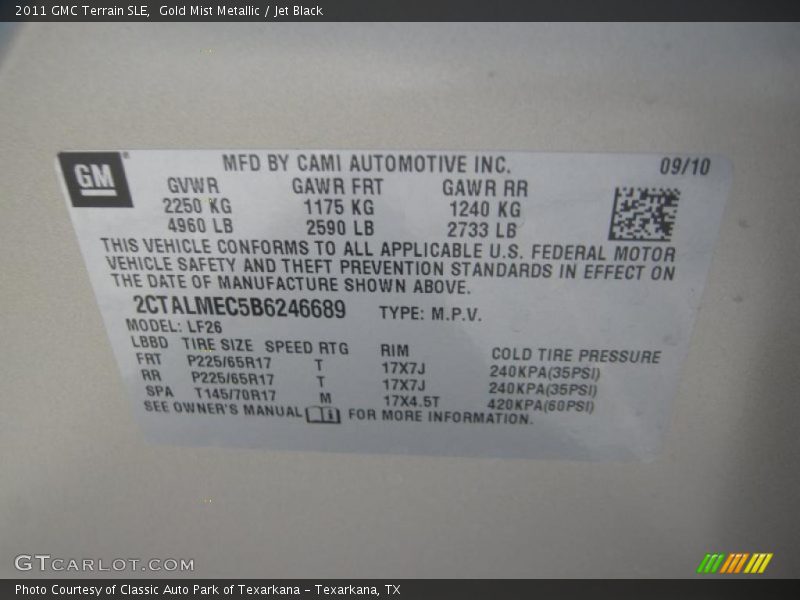 2011 GMC Terrain SLE,  Gold Mist Metallic / Jet Black
GM
MFD BY CAMI AUTOMOTIVE INC. 09/10
GVWR GAWR FRT GAWR RR
2250 KG 1175 KG 1240 KG
4960 LB 2590 LB 2733 LB
THIS VEHICLE CONFORMS TO ALL APPLICABLE U.S. FEDERAL MOTOR
VEHICLE SAFETY AND THEFT PREVENTION STANDARDS IN EFFECT ON
THE DATE OF MANUFACTURE SHOWN ABOVE.
2CTALMEC5B6246689 TYPE: M.P.V.
MODEL: LF26
LBBD TIRE SIZE SPEED RTG RIM COLD TIRE PRESSURE
FRT P225/65R17 T 17X7J 240KPA(35PSI)
RR P225/65R17 T 17X7J 240KPA(35PSI)
SPA T145/70R17 M 17X4.5T 420KPA(60PSI)
SEE OWNER'S MANUAL FOR MORE INFORMATION.
GTCARLOT.COM
Photo Courtesy of Classic Auto Park of Texarkana – Texarkana, TX